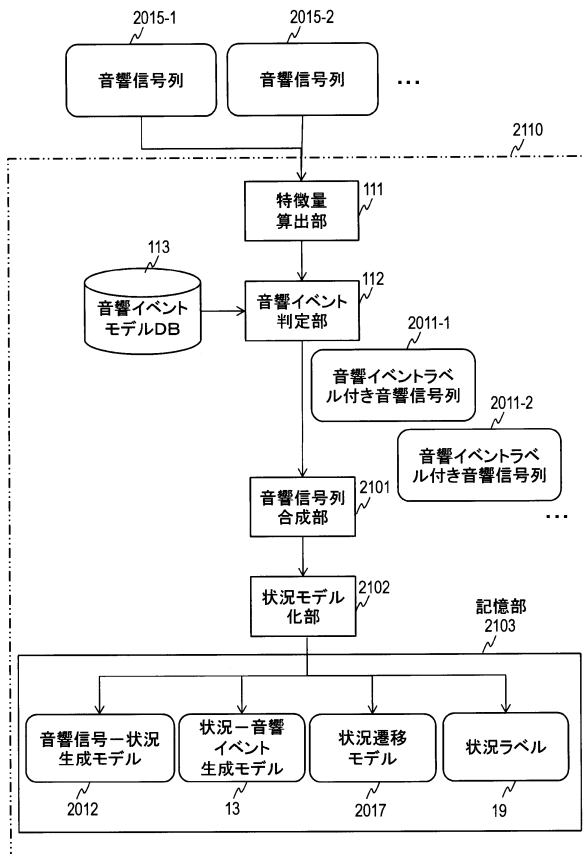 2015-1
2015-2
音響信号列
音響信号列
…
2110
111
特徴量
算出部
113
112
音響イベント
モデルDB
音響イベント
判定部
2011-1
音響イベントラベ
ル付き音響信号列
2011-2
音響イベントラベ
ル付き音響信号列
…
音響信号列
合成部
2101
状況モデル
化部
2102
記憶部
2103
音響信号－状況
生成モデル
状況－音響
イベント
生成モデル
状況遷移
モデル
状況ラベル
2012
13
2017
19